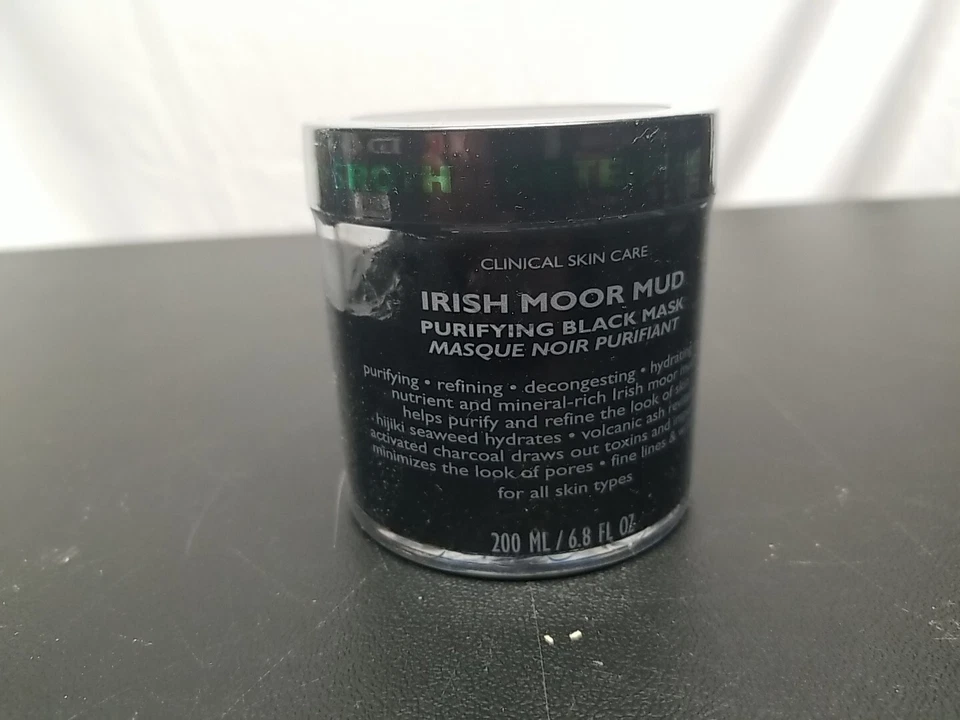 CLINICAL SKIN CARE
IRISH MOOR MUD
PURIFYING BLACK MASK
MASQUE NOIR PURIFIANT
purifying • refining • decongesting • hydrating
nutrient and mineral-rich Irish moor
helps purify and refine the look of
hijiki seaweed hydrates • volcanic ash
activated charcoal draws out toxins and
minimizes the look of pores • fine lines &
for all skin types
200 ML / 6.8 FL OZ